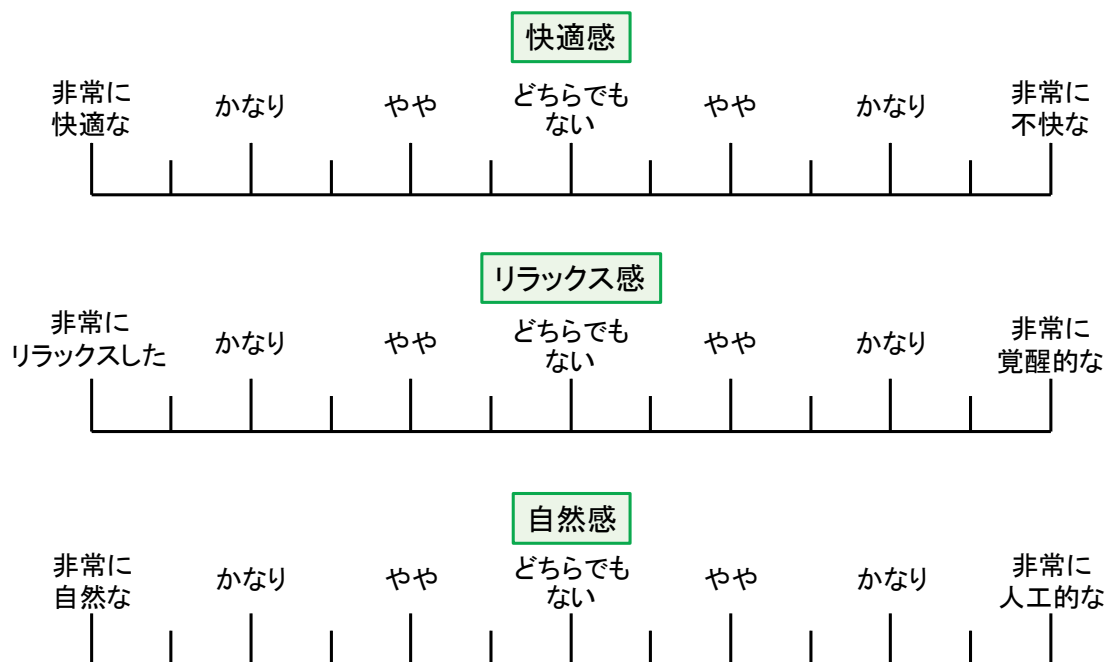 快適感
非常に
快適な
かなり
やや
どちらでも
ない
やや
かなり
非常に
不快な
リラックス感
非常に
リラックスした
かなり
やや
どちらでも
ない
やや
かなり
非常に
覚醒的な
自然感
非常に
自然な
かなり
やや
どちらでも
ない
やや
かなり
非常に
人工的な